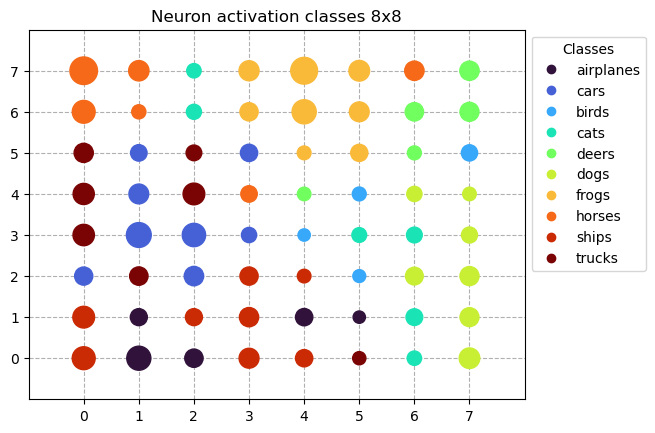 Neuron activation classes 8x8
7
6
5
4
3
2
1
0
0 1 2 3 4 5 6 7
Classes
airplanes
cars
birds
cats
deers
dogs
frogs
horses
ships
trucks